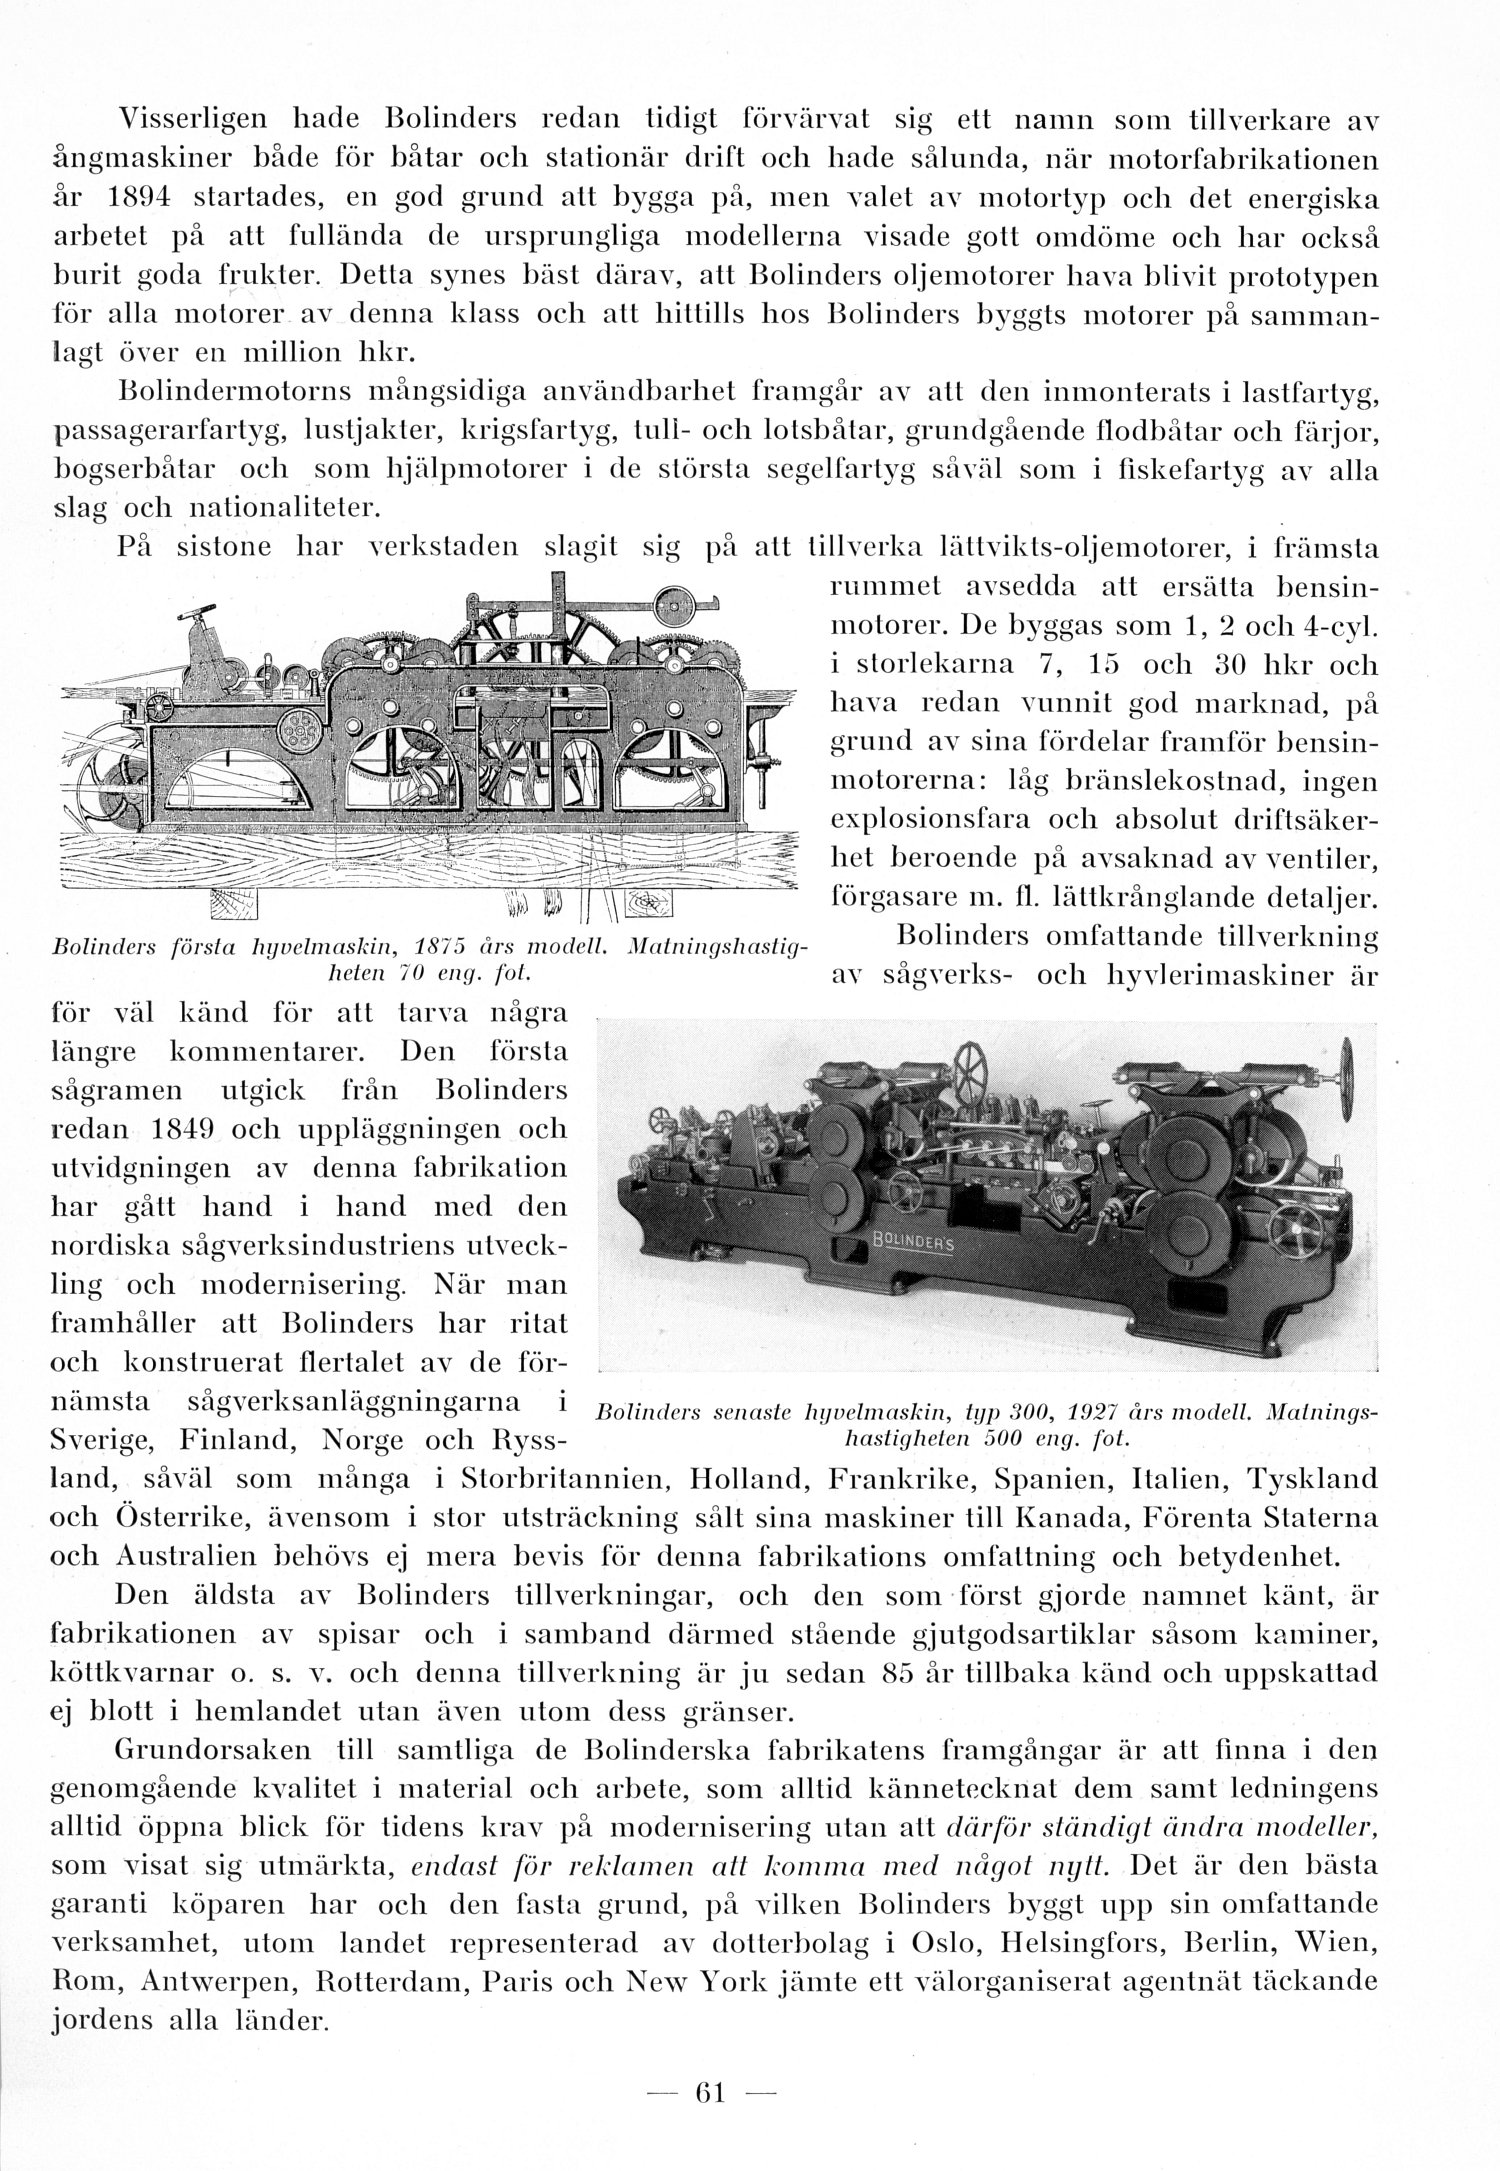 Visserligen hade Bolinders redan tidigt förvärvat sig ett namn som tillverkare av
ångmaskiner både för båtar och stationär drift och hade sålunda, när motorfabrikationen
år 1894 startades, en god grund att bygga på, men valet av motortyp och det energiska
arbetet på att fullända de ursprungliga modellerna visade gott omdöme och har också
burit goda frukter. Detta synes bäst därav, att Bolinders oljemotorer hava blivit prototypen
för alla motorer av denna klass och att hittills hos Bolinders byggts motorer på samman-
lagt över en million hkr.
Bolindermotorns mångsidiga användbarhet framgår av att den inmonterats i lastfartyg,
passagerarfartyg, lustjakter, krigsfartyg, tull- och lotsbåtar, grundgående flodbåtar och färjor,
bogserbåtar och som hjälpmotorer i de största segelfartyg såväl som i fiskefartyg av alla
slag och nationaliteter.
På sistone har verkstaden slagit sig på att tillverka lättvikts-oljemotorer, i främsta
rummet avsedda att ersätta bensin-
motorer. De byggas som 1, 2 och 4-cyl.
i storlekarna 7, 15 och 30 hkr och
hava redan vunnit god marknad, på
grund av sina fördelar framför bensin-
motorerna: låg bränslekostnad, ingen
explosionsfara och absolut driftsäker-
het beroende på avsaknad av ventiler,
förgasare m. fl. lättkrånglande detaljer.
Bolinders första hyvelmaskin, 1875 års modell. Matningshastig-
heten 70 eng. fot.
Bolinders omfattande tillverkning
av sågverks- och hyvlerimaskiner är
för väl känd för att tarva några
längre kommentarer. Den första
sågramen utgick från Bolinders
redan 1849 och uppläggningen och
utvidgningen av denna fabrikation
har gått hand i hand med den
nordiska sågverksindustriens utveck-
ling och modernisering. När man
framhåller att Bolinders har ritat
och konstruerat flertalet av de för-
nämsta sågverksanläggningarna i
Sverige, Finland, Norge och Ryss-
BOLINDER'S
Bolinders senaste hyvelmaskin, typ 300, 1927 års modell. Matnings-
hastigheten 500 eng. fot.
land, såväl som många i Storbritannien, Holland, Frankrike, Spanien, Italien, Tyskland
och Österrike, ävensom i stor utsträckning sålt sina maskiner till Kanada, Förenta Staterna
och Australien behövs ej mera bevis för denna fabrikations omfattning och betydenhet.
Den äldsta av Bolinders tillverkningar, och den som först gjorde namnet känt, är
fabrikationen av spisar och i samband därmed stående gjutgodsartiklar såsom kaminer,
köttkvarnar o. s. v. och denna tillverkning är ju sedan 85 år tillbaka känd och uppskattad
ej blott i hemlandet utan även utom dess gränser.
Grundorsaken till samtliga de Bolinderska fabrikatens framgångar är att finna i den
genomgående kvalitet i material och arbete, som alltid kännetecknat dem samt ledningens
alltid öppna blick för tidens krav på modernisering utan att därför ständigt ändra modeller,
som visat sig utmärkta, endast för reklamen att komma med något nytt. Det är den bästa
garanti köparen har och den fasta grund, på vilken Bolinders byggt upp sin omfattande
verksamhet, utom landet representerad av dotterbolag i Oslo, Helsingfors, Berlin, Wien,
Rom, Antwerpen, Rotterdam, Paris och New York jämte ett välorganiserat agentnät täckande
jordens alla länder.
— 61 —